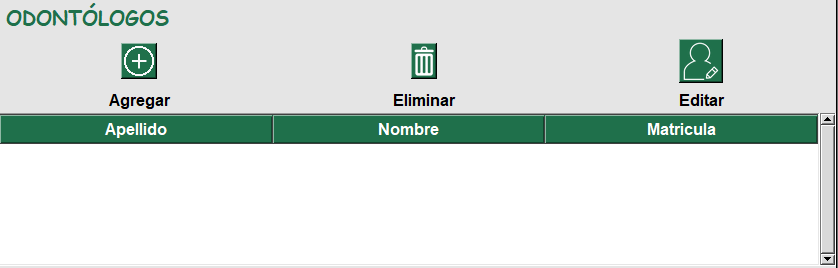 ODONTÓLOGOS
Agregar Eliminar Editar
Apellido Nombre Matricula